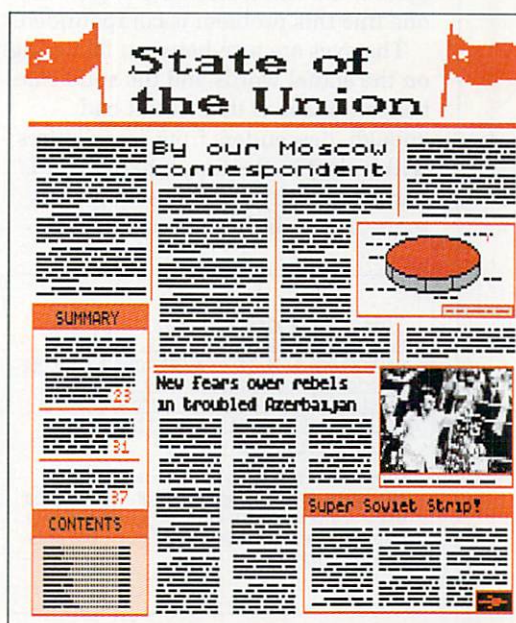 State of
the Union
By our Moscow
correspondent
SUMMARY
23
31
37
CONTENTS
New fears over rebels
in troubled Azerbaijan
Super Soviet Strip!